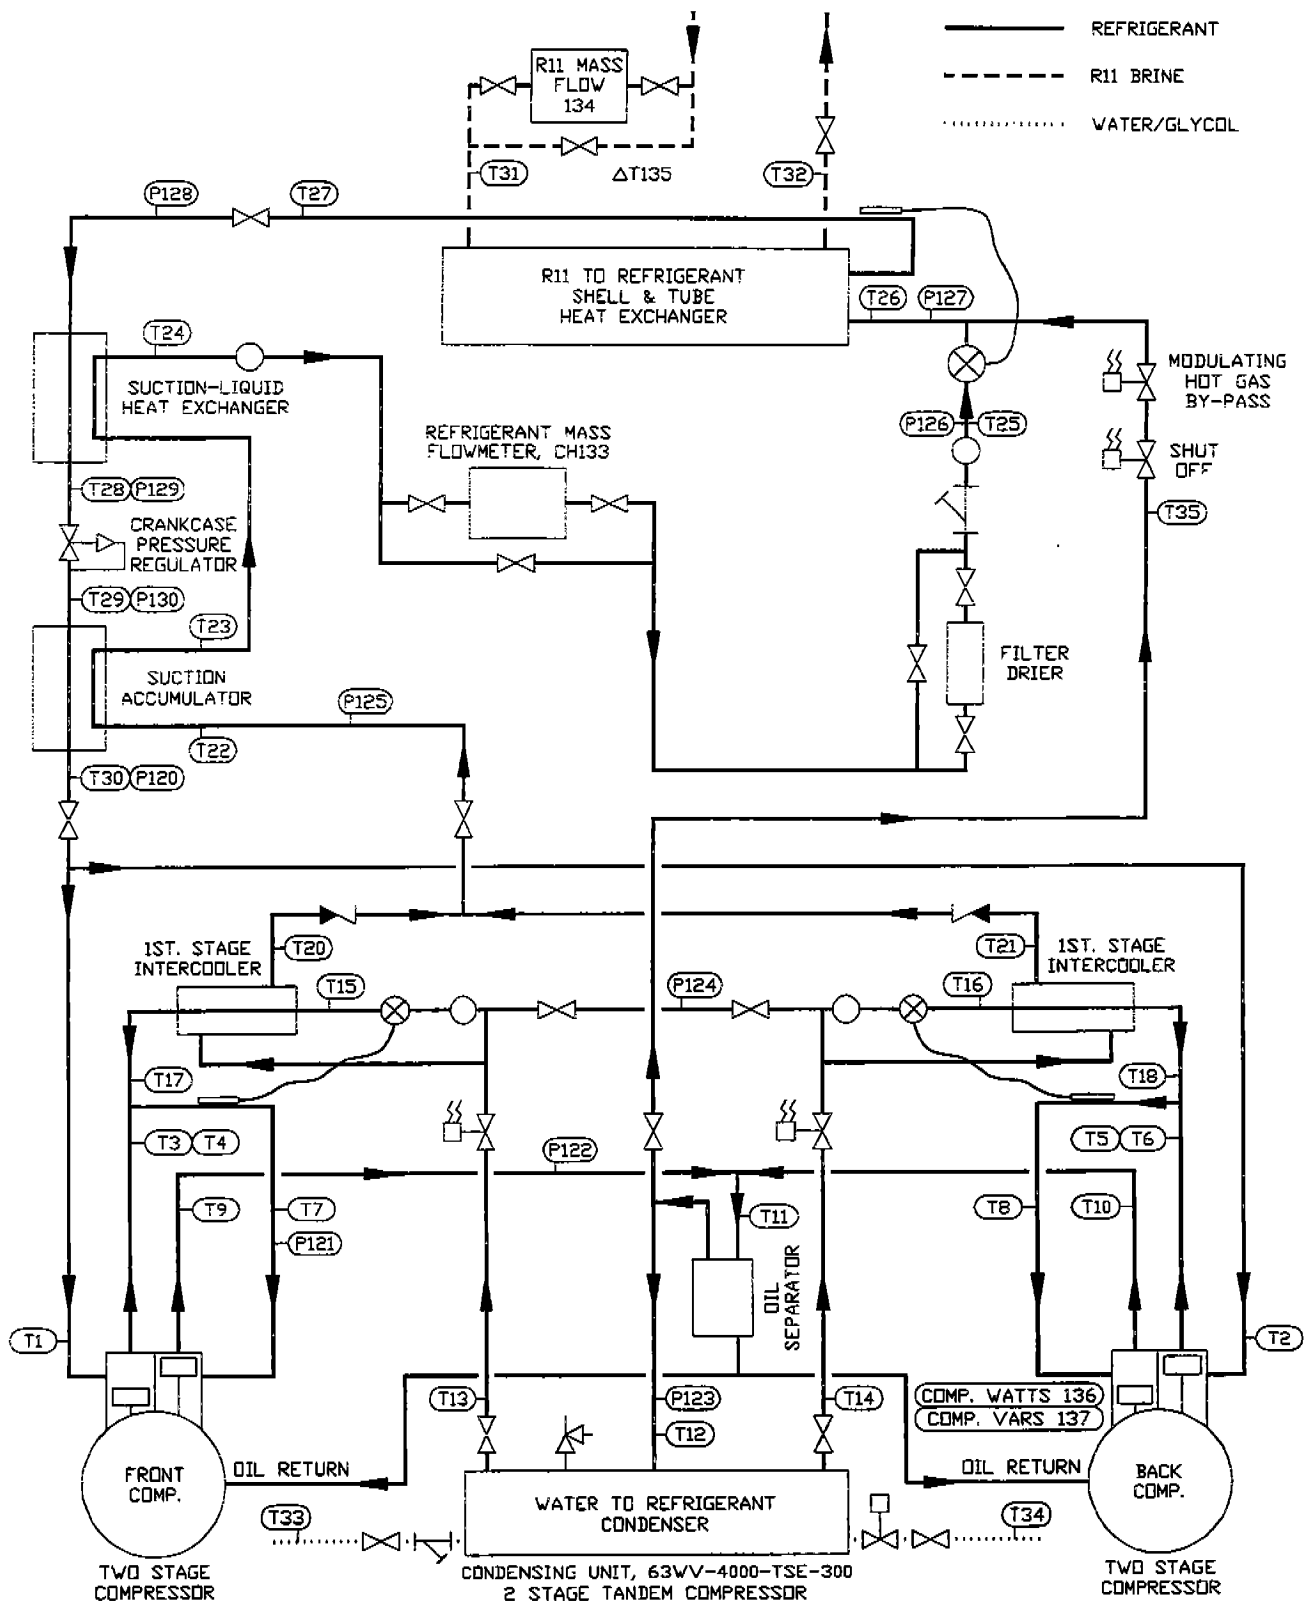 REFRIGERANT
R11 BRINE
WATER/GLYCOL
R11 MASS
FLOW
134
T31
ΔT135
T32
P128
T27
R11 TO REFRIGERANT
SHELL & TUBE
HEAT EXCHANGER
T26
P127
T24
SUCTION-LIQUID
HEAT EXCHANGER
MODULATING
HOT GAS
BY-PASS
REFRIGERANT MASS
FLOWMETER, CH133
P126
T25
SHUT
OFF
T28
P129
T35
CRANKCASE
PRESSURE
REGULATOR
T29
P130
T23
SUCTION
ACCUMULATOR
FILTER
DRIER
P125
T22
T30
P120
T20
T21
1ST. STAGE
INTERCOOLER
1ST. STAGE
INTERCOOLER
T15
P124
T16
T17
T18
T3
T4
P122
T5
T6
T9
T7
T11
T8
T10
P121
OIL
SEPARATOR
T1
T2
T13
P123
T14
COMP. WATTS 136
COMP. VARS 137
T12
FRONT
COMP.
OIL RETURN
OIL RETURN
BACK
COMP.
WATER TO REFRIGERANT
CONDENSER
T33
T34
TWO STAGE
COMPRESSOR
CONDENSING UNIT, 63WV-4000-TSE-300
2 STAGE TANDEM COMPRESSOR
TWO STAGE
COMPRESSOR